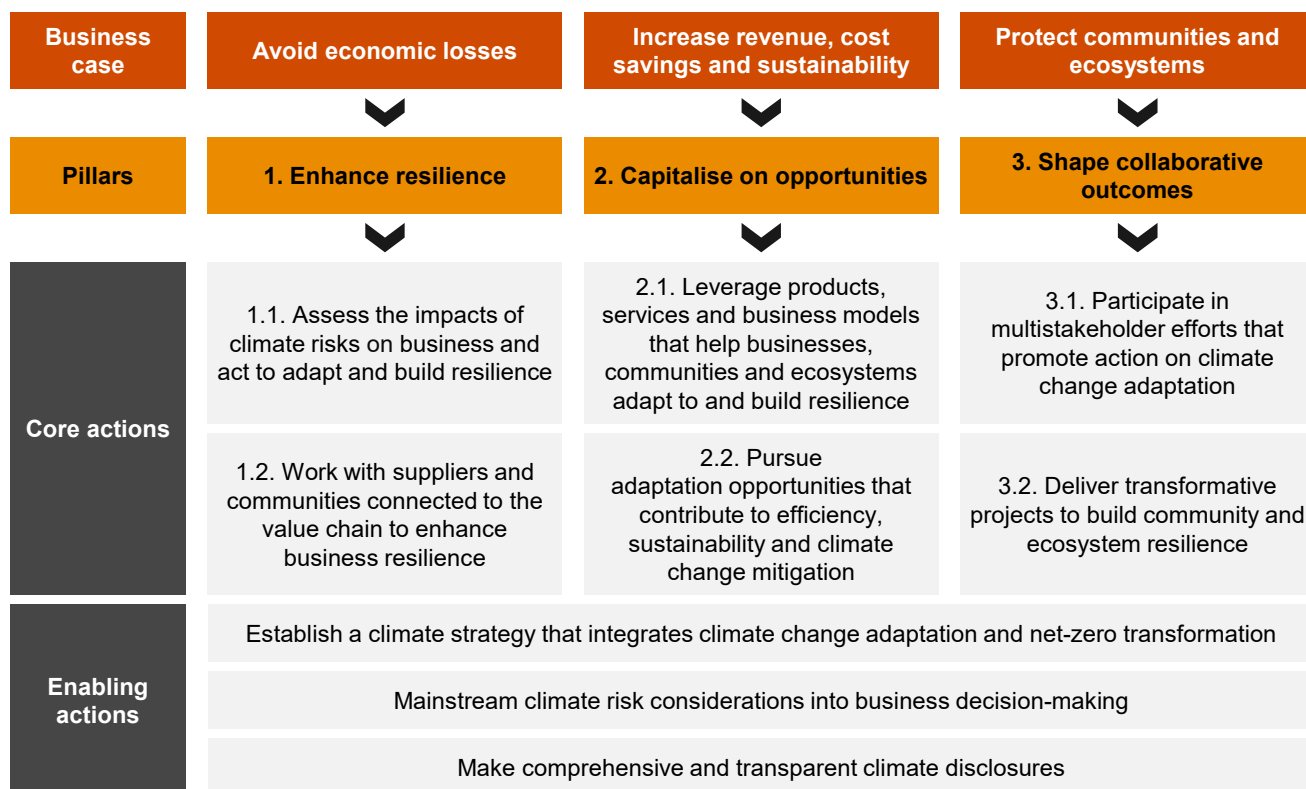 Business
case
Avoid economic losses
Increase revenue, cost
savings and sustainability
Protect communities and
ecosystems
Pillars
1. Enhance resilience
2. Capitalise on opportunities
3. Shape collaborative
outcomes
Core actions
1.1. Assess the impacts of
climate risks on business and
act to adapt and build resilience
2.1. Leverage products,
services and business models
that help businesses,
communities and ecosystems
adapt to and build resilience
3.1. Participate in
multistakeholder efforts that
promote action on climate
change adaptation
1.2. Work with suppliers and
communities connected to the
value chain to enhance
business resilience
2.2. Pursue
adaptation opportunities that
contribute to efficiency,
sustainability and climate
change mitigation
3.2. Deliver transformative
projects to build community and
ecosystem resilience
Enabling
actions
Establish a climate strategy that integrates climate change adaptation and net-zero transformation
Mainstream climate risk considerations into business decision-making
Make comprehensive and transparent climate disclosures